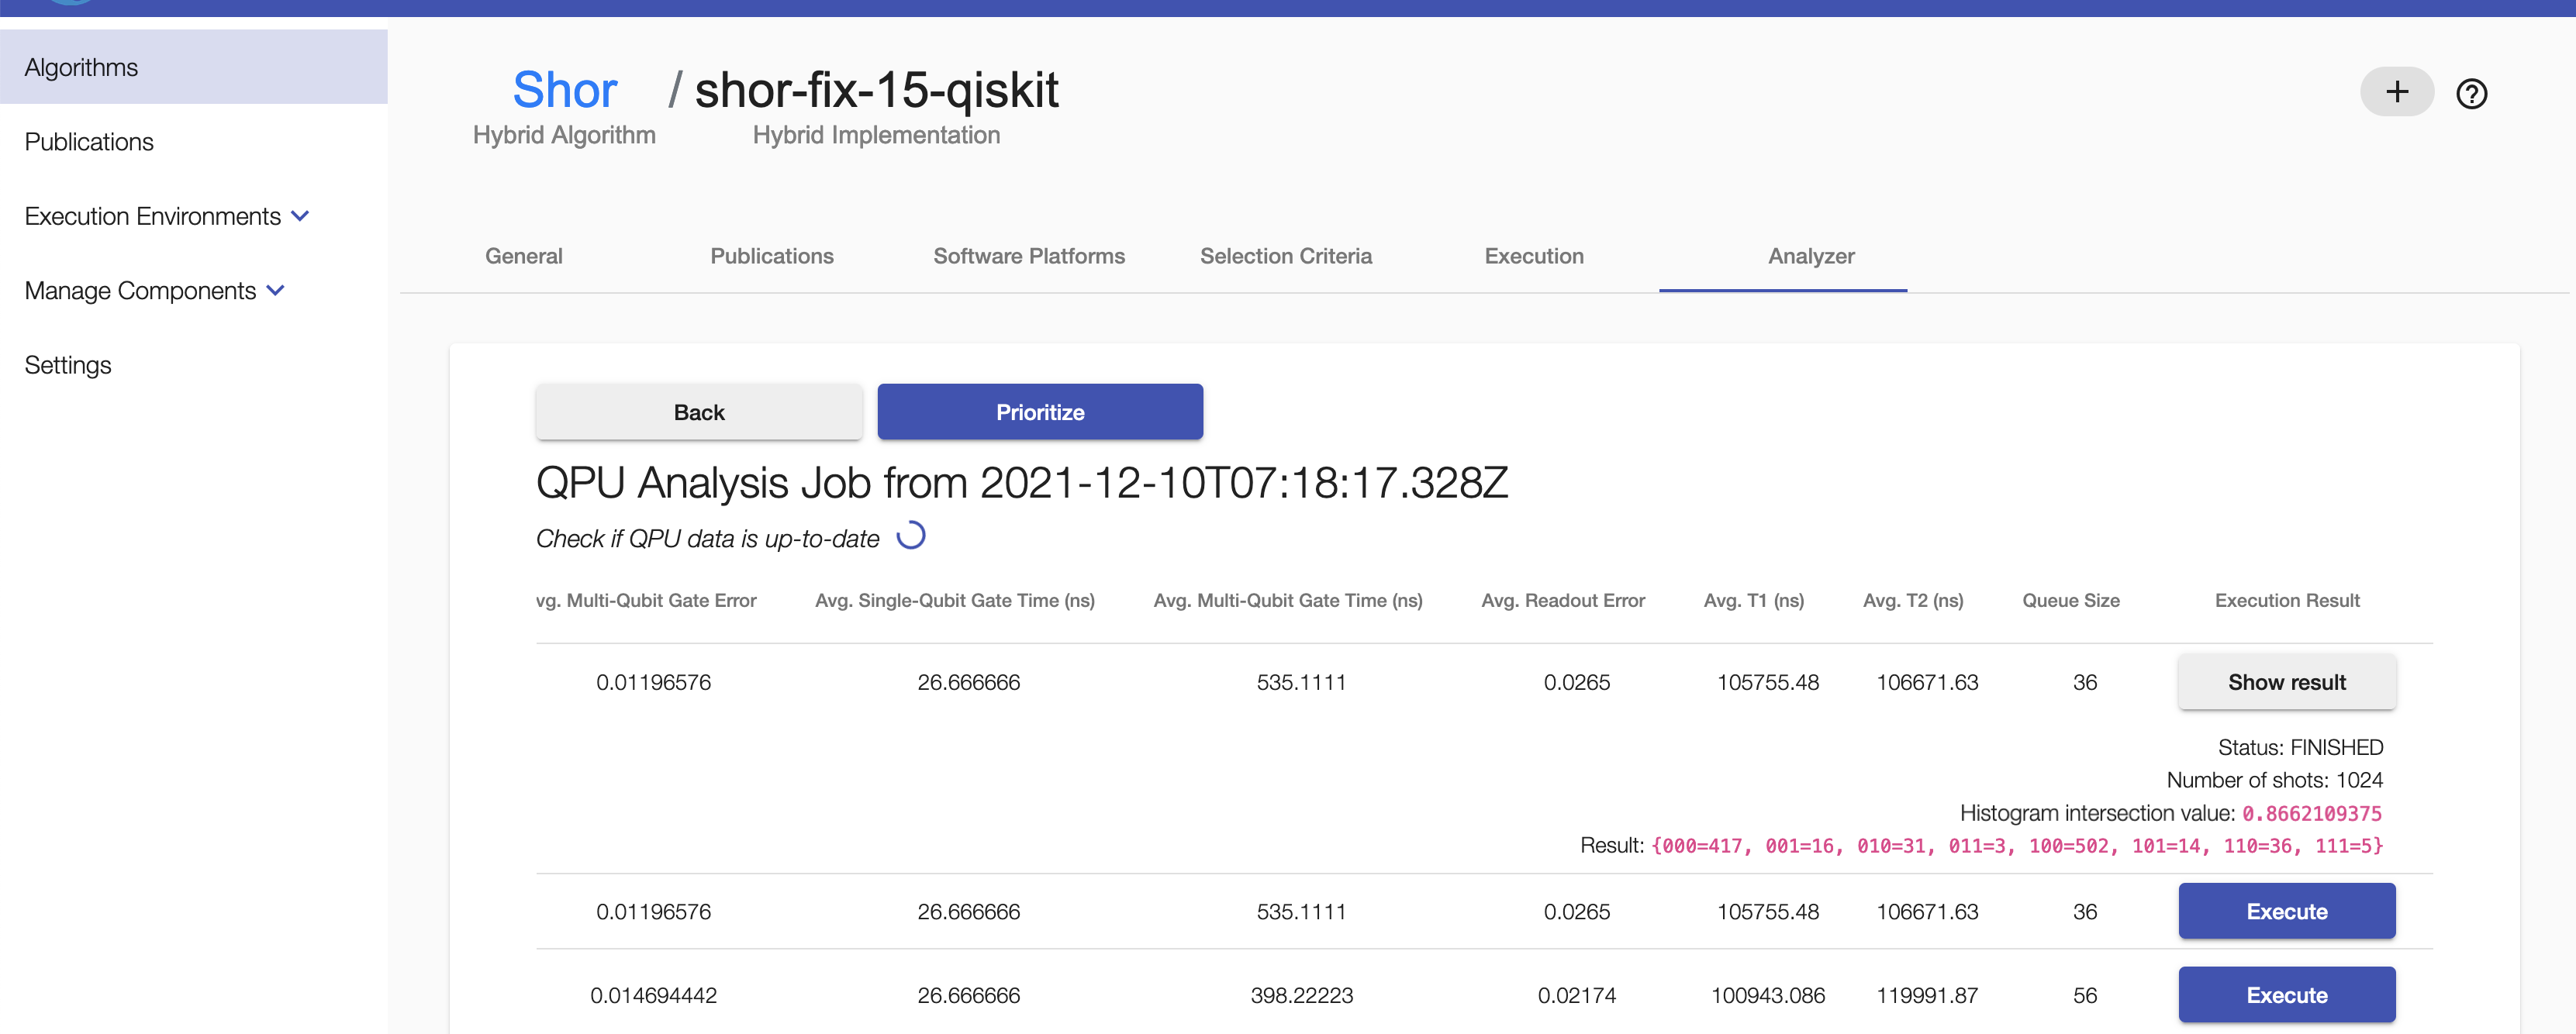 Algorithms
Publications
Execution Environments
Manage Components
Settings
Shor / shor-fix-15-qiskit
Hybrid Algorithm Hybrid Implementation
+ ?
General Publications Software Platforms Selection Criteria Execution Analyzer
Back Prioritize
QPU Analysis Job from 2021-12-10T07:18:17.328Z
Check if QPU data is up-to-date
vg. Multi-Qubit Gate Error Avg. Single-Qubit Gate Time (ns) Avg. Multi-Qubit Gate Time (ns) Avg. Readout Error Avg. T1 (ns) Avg. T2 (ns) Queue Size Execution Result
0.01196576 26.666666 535.1111 0.0265 105755.48 106671.63 36 Show result
Status: FINISHED
Number of shots: 1024
Histogram intersection value: 0.8662109375
Result: {000=417, 001=16, 010=31, 011=3, 100=502, 101=14, 110=36, 111=5}
0.01196576 26.666666 535.1111 0.0265 105755.48 106671.63 36 Execute
0.014694442 26.666666 398.22223 0.02174 100943.086 119991.87 56 Execute